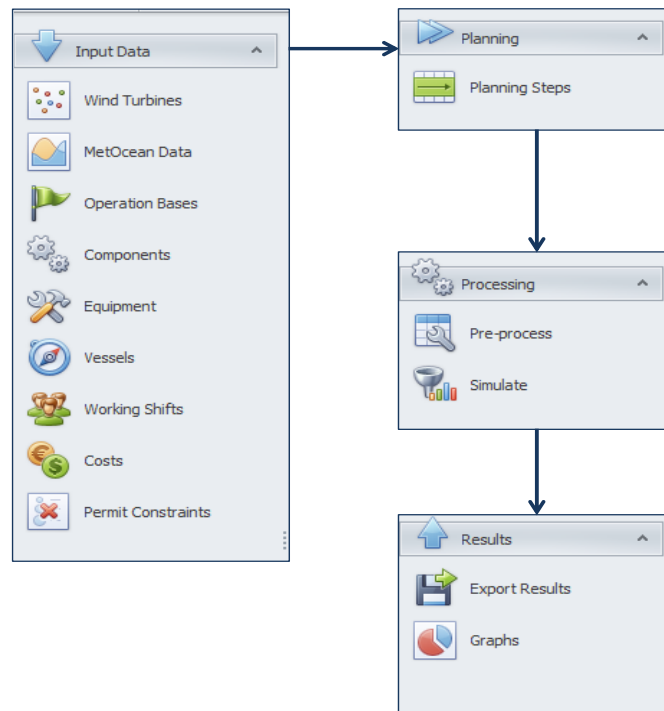 Input Data
Wind Turbines
MetOcean Data
Operation Bases
Components
Equipment
Vessels
Working Shifts
Costs
Permit Constraints
Planning
Planning Steps
Processing
Pre-process
Simulate
Results
Export Results
Graphs